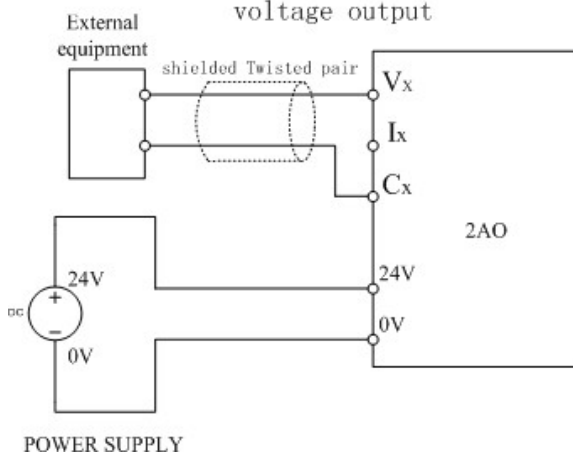 voltage output
External
equipment
shielded Twisted pair
Vx
Ix
Cx
2AO
24V
0V
24V
DC
+
−
0V
POWER SUPPLY